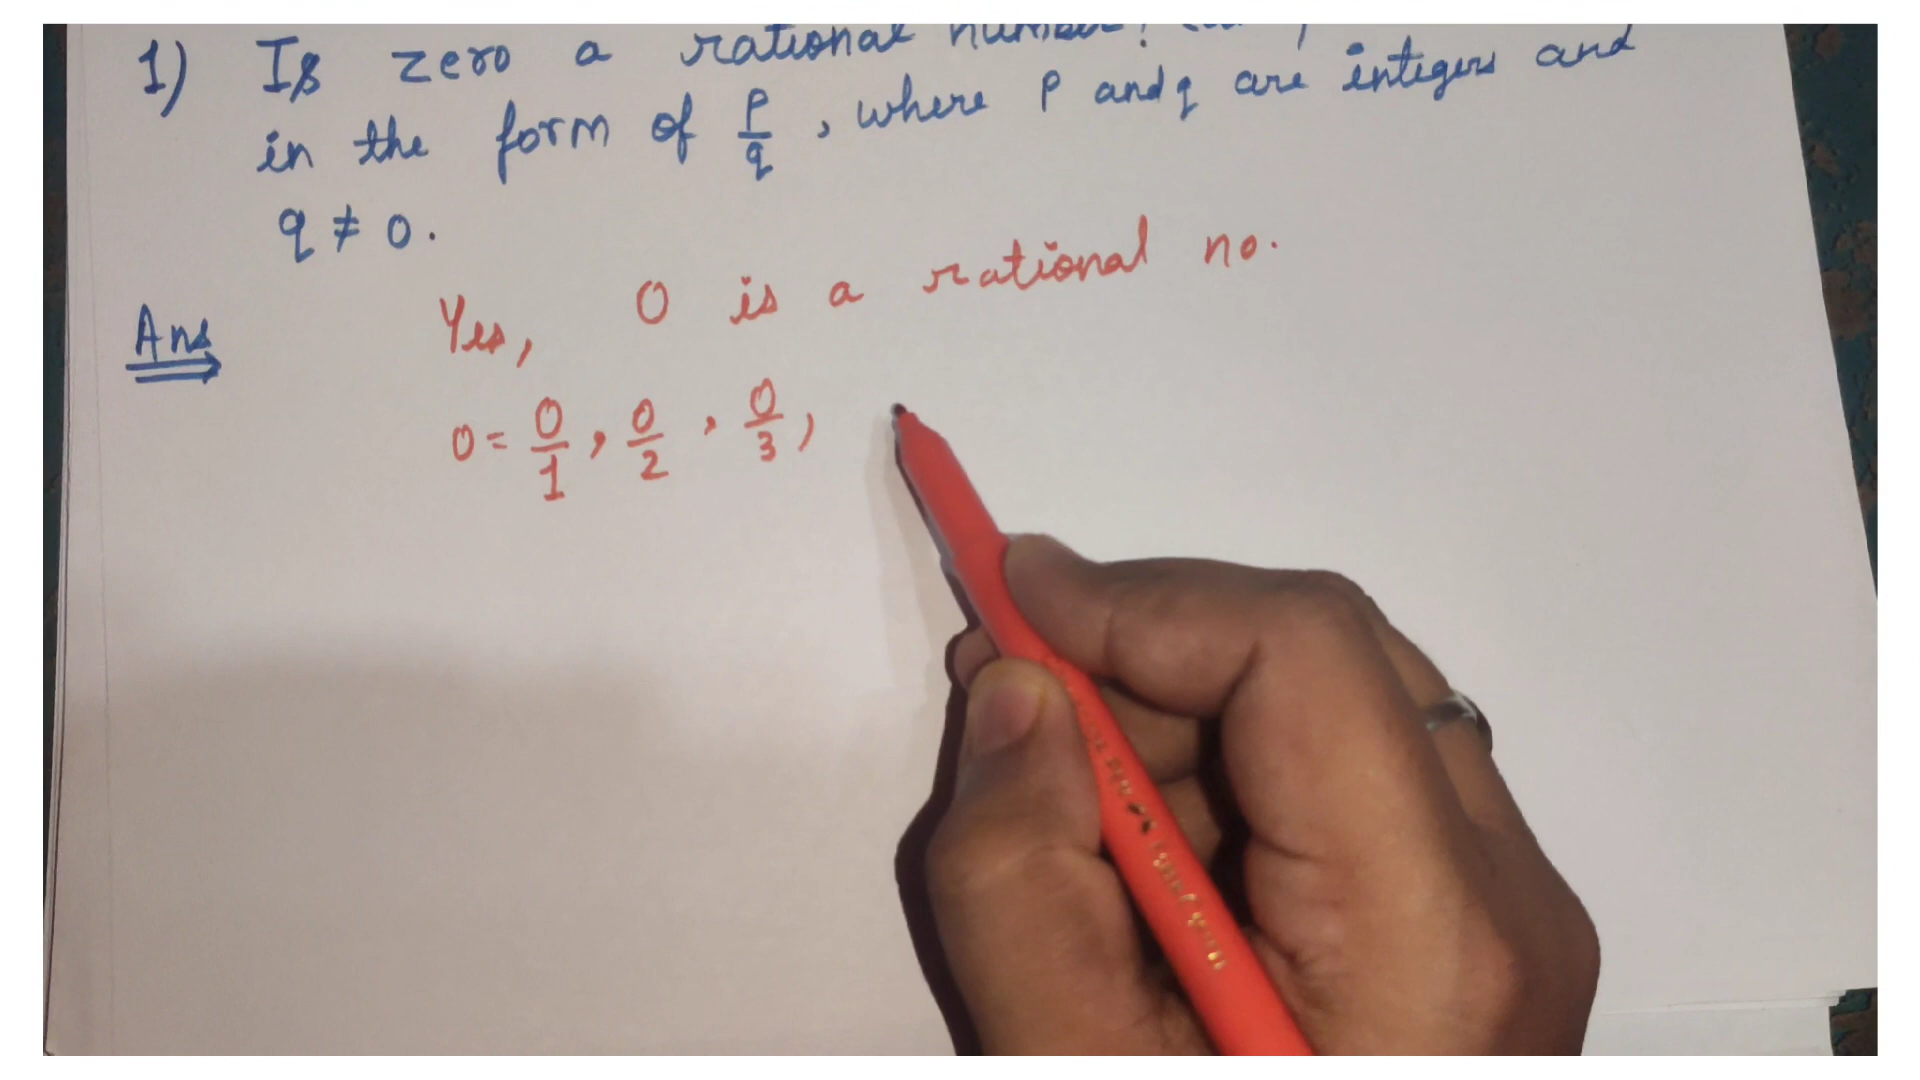 1) Is zero a rational number?
in the form of p/q, where p and q are integers and
q ≠ 0.
Ans
Yes, 0 is a rational no.
0 = 0/1, 0/2, 0/3,